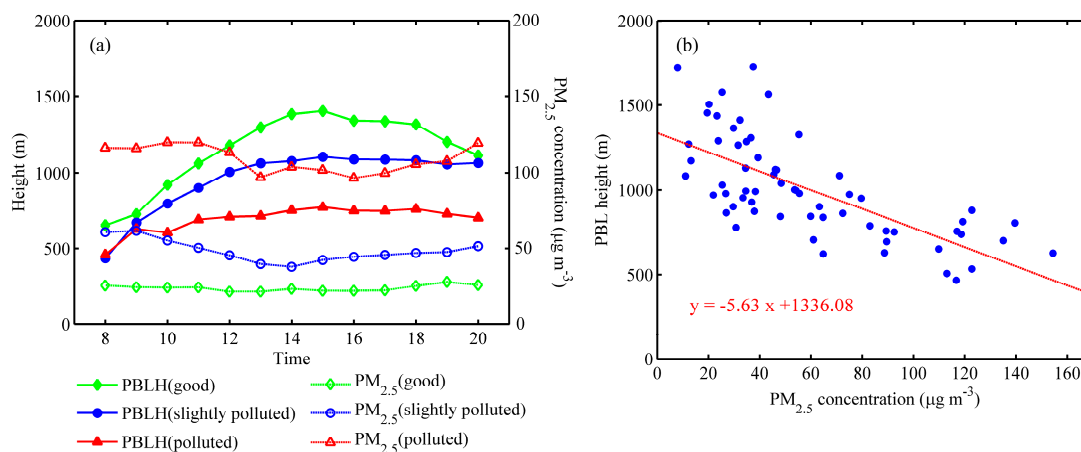 (a)
2000
1500
1000
500
0
Height (m)
200
150
100
50
0
PM2.5 concentration (μg m-3)
8 10 12 14 16 18 20
Time
PBLH(good)
PBLH(slightly polluted)
PBLH(polluted)
PM2.5(good)
PM2.5(slightly polluted)
PM2.5(polluted)
(b)
2000
1500
1000
500
0
PBL height (m)
y = -5.63 x +1336.08
0 20 40 60 80 100 120 140 160
PM2.5 concentration (μg m-3)